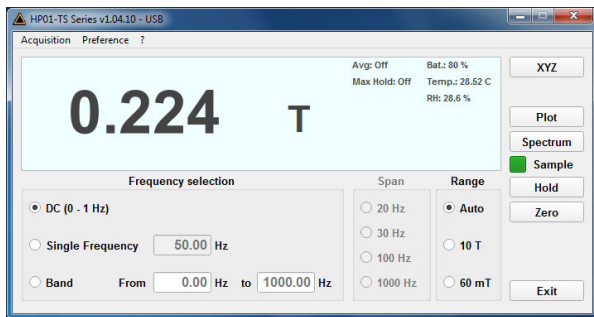 HP01-TS Series v1.04.10 - USB
Acquisition Preference ?
Avg: Off Bat.: 80 %
Max Hold: Off Temp.: 28.52 C
RH: 28.6 %
0.224 T
XYZ
Plot
Spectrum
Sample
Hold
Zero
Exit
Frequency selection
DC (0 - 1 Hz)
Single Frequency 50.00 Hz
Band From 0.00 Hz to 1000.00 Hz
Span
20 Hz
30 Hz
100 Hz
1000 Hz
Range
Auto
10 T
60 mT